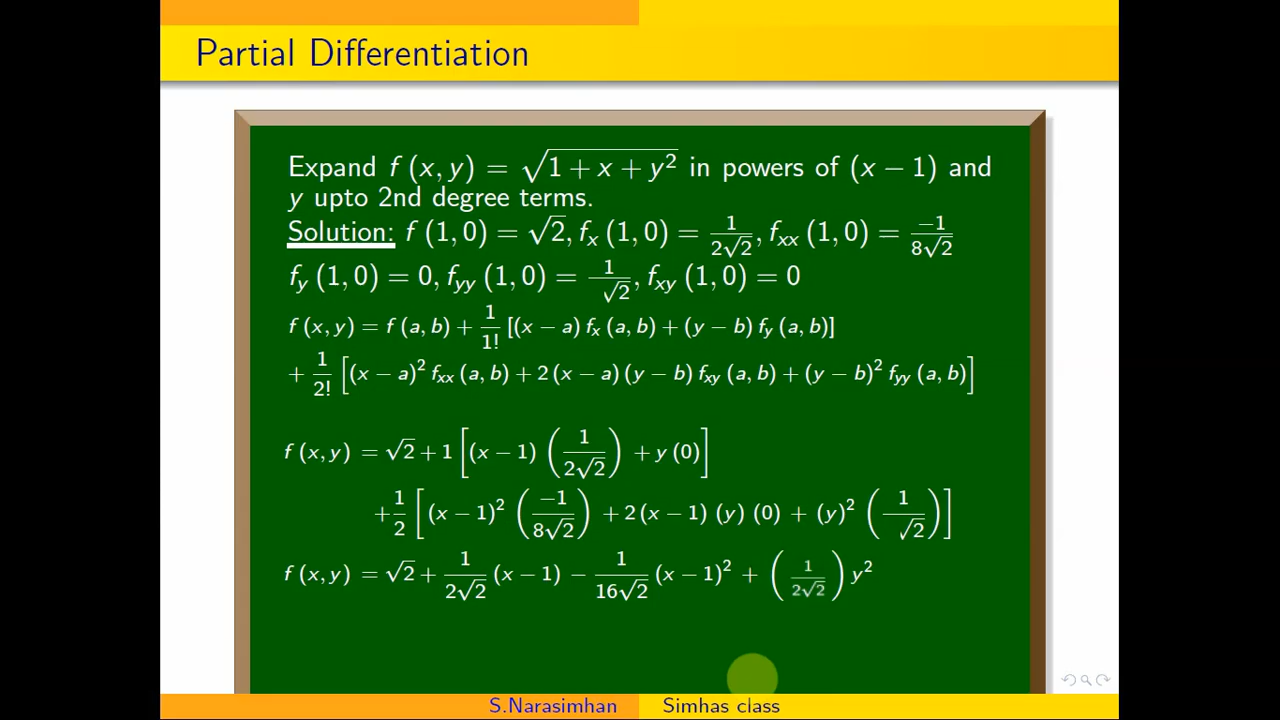 Partial Differentiation
Expand f (x, y) = √(1 + x + y²) in powers of (x − 1) and
y upto 2nd degree terms.
Solution: f (1, 0) = √2, fₓ (1, 0) = 1/(2√2), fₓₓ (1, 0) = −1/(8√2)
f_y (1, 0) = 0, f_yy (1, 0) = 1/√2, f_xy (1, 0) = 0
f (x, y) = f (a, b) + 1/1! [(x − a) fₓ (a, b) + (y − b) f_y (a, b)]
+ 1/2! [(x − a)² fₓₓ (a, b) + 2 (x − a) (y − b) f_xy (a, b) + (y − b)² f_yy (a, b)]
f (x, y) = √2 + 1 [(x − 1) (1/(2√2)) + y (0)]
+ 1/2 [(x − 1)² (−1/(8√2)) + 2 (x − 1) (y) (0) + (y)² (1/√2)]
f (x, y) = √2 + 1/(2√2) (x − 1) − 1/(16√2) (x − 1)² + (1/(2√2)) y²
S.Narasimhan Simhas class